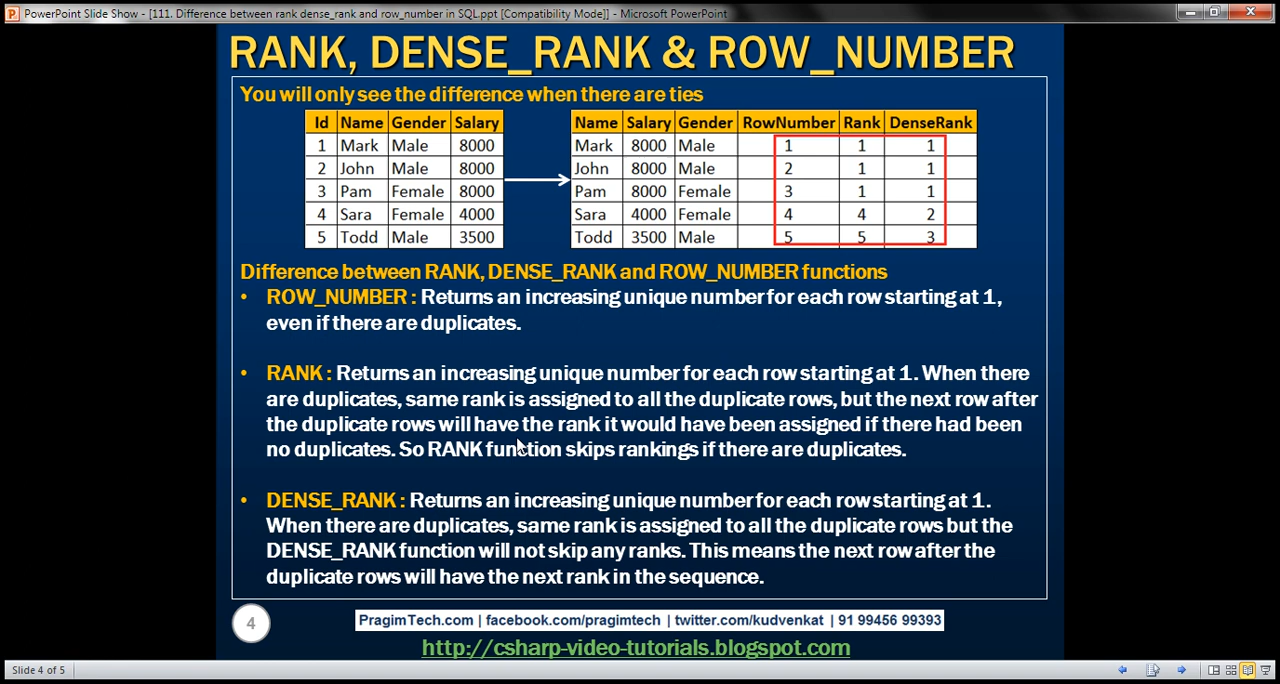 PowerPoint Slide Show - [111. Difference between rank dense_rank and row_number in SQL.ppt [Compatibility Mode]] - Microsoft PowerPoint
RANK, DENSE_RANK & ROW_NUMBER
You will only see the difference when there are ties
Id Name Gender Salary
1 Mark Male 8000
2 John Male 8000
3 Pam Female 8000
4 Sara Female 4000
5 Todd Male 3500
Name Salary Gender RowNumber Rank DenseRank
Mark 8000 Male 1 1 1
John 8000 Male 2 1 1
Pam 8000 Female 3 1 1
Sara 4000 Female 4 4 2
Todd 3500 Male 5 5 3
Difference between RANK, DENSE_RANK and ROW_NUMBER functions
• ROW_NUMBER : Returns an increasing unique number for each row starting at 1,
even if there are duplicates.
• RANK : Returns an increasing unique number for each row starting at 1. When there
are duplicates, same rank is assigned to all the duplicate rows, but the next row after
the duplicate rows will have the rank it would have been assigned if there had been
no duplicates. So RANK function skips rankings if there are duplicates.
• DENSE_RANK : Returns an increasing unique number for each row starting at 1.
When there are duplicates, same rank is assigned to all the duplicate rows but the
DENSE_RANK function will not skip any ranks. This means the next row after the
duplicate rows will have the next rank in the sequence.
4
PragimTech.com | facebook.com/pragimtech | twitter.com/kudvenkat | 91 99456 99393
http://csharp-video-tutorials.blogspot.com
Slide 4 of 5